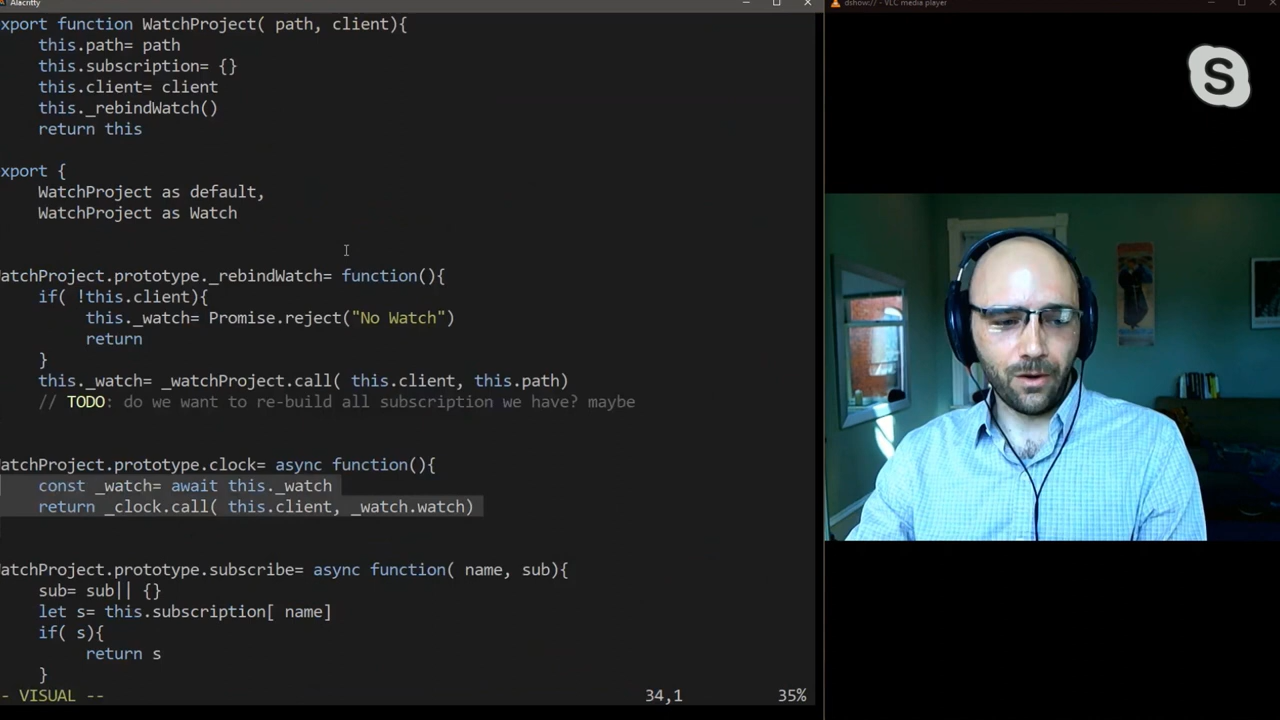 Alacritty
dshow:// - VLC media player
xport function WatchProject( path, client){
this.path= path
this.subscription= {}
this.client= client
this._rebindWatch()
return this
xport {
WatchProject as default,
WatchProject as Watch
atchProject.prototype._rebindWatch= function(){
if( !this.client){
this._watch= Promise.reject("No Watch")
return
}
this._watch= _watchProject.call( this.client, this.path)
// TODO: do we want to re-build all subscription we have? maybe
atchProject.prototype.clock= async function(){
const _watch= await this._watch
return _clock.call( this.client, _watch.watch)
atchProject.prototype.subscribe= async function( name, sub){
sub= sub|| {}
let s= this.subscription[ name]
if( s){
return s
}
- VISUAL --
34,1
35%
S